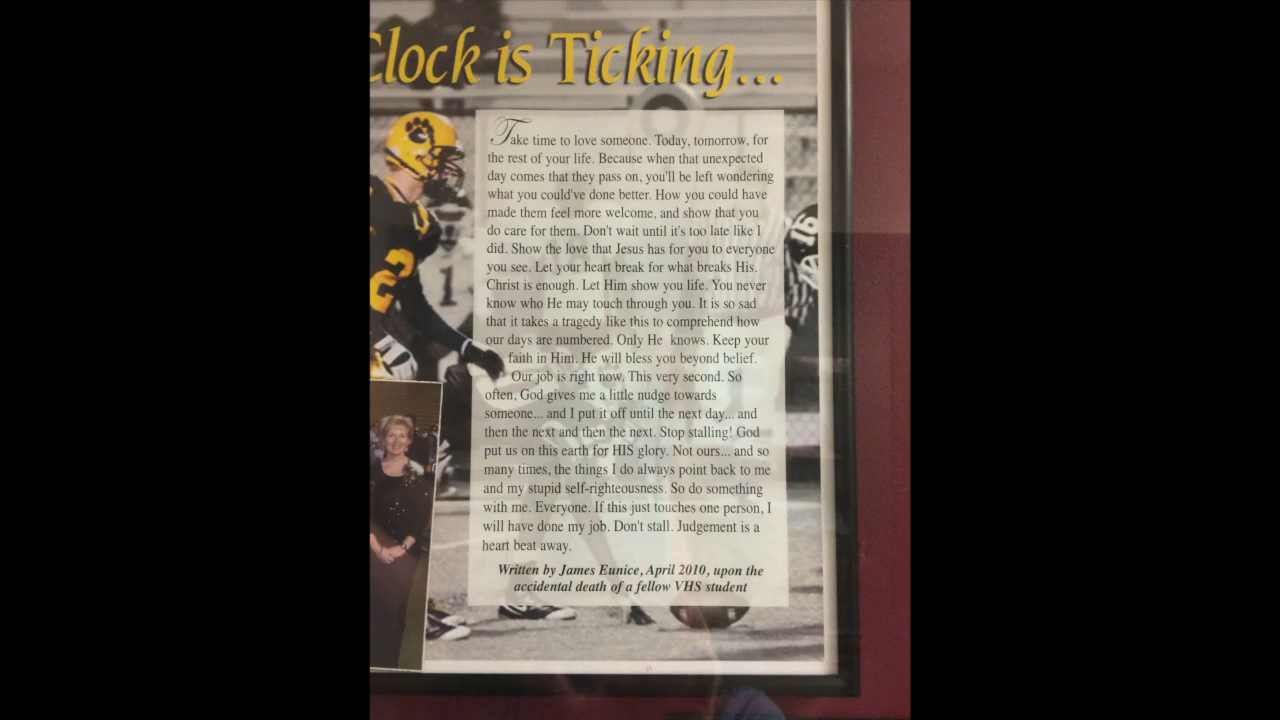 Clock is Ticking...
Take time to love someone. Today, tomorrow, for
the rest of your life. Because when that unexpected
day comes that they pass on, you'll be left wondering
what you could've done better. How you could have
made them feel more welcome, and show that you
do care for them. Don't wait until it's too late like I
did. Show the love that Jesus has for you to everyone
you see. Let your heart break for what breaks His.
Christ is enough. Let Him show you life. You never
know who He may touch through you. It is so sad
that it takes a tragedy like this to comprehend how
our days are numbered. Only He knows. Keep your
faith in Him. He will bless you beyond belief.
Our job is right now. This very second. So
often, God gives me a little nudge towards
someone... and I put it off until the next day... and
then the next and then the next. Stop stalling! God
put us on this earth for HIS glory. Not ours... and so
many times, the things I do always point back to me
and my stupid self-righteousness. So do something
with me. Everyone. If this just touches one person, I
will have done my job. Don't stall. Judgement is a
heart beat away.
Written by James Eunice, April 2010, upon the
accidental death of a fellow VHS student
2
1
16